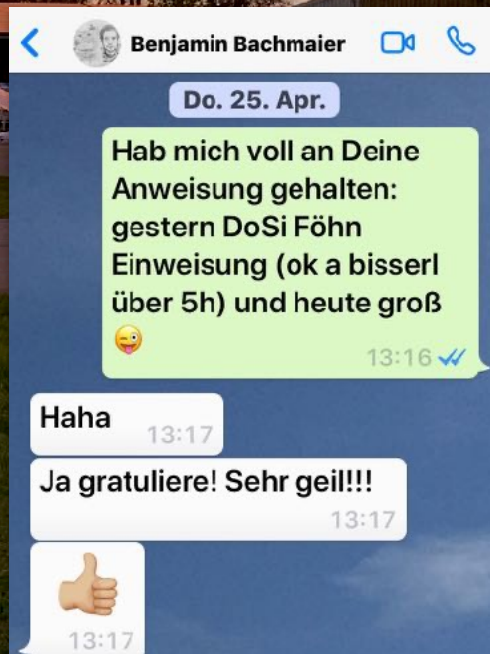 Benjamin Bachmaier
Do. 25. Apr.
Hab mich voll an Deine
Anweisung gehalten:
gestern DoSi Föhn
Einweisung (ok a bisserl
über 5h) und heute groß
😜
13:16
Haha
13:17
Ja gratuliere! Sehr geil!!!
13:17
👍🏼
13:17